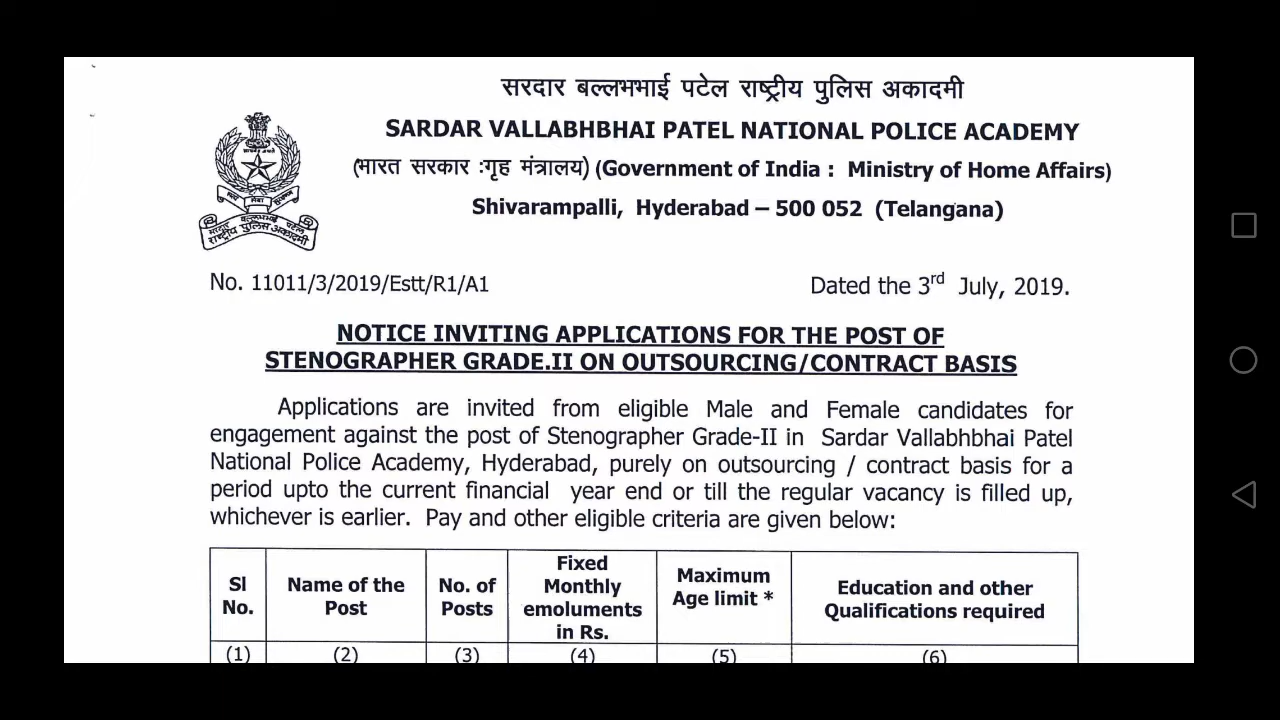 सरदार बल्लभभाई पटेल राष्ट्रीय पुलिस अकादमी
SARDAR VALLABHBHAI PATEL NATIONAL POLICE ACADEMY
(भारत सरकार :गृह मंत्रालय) (Government of India : Ministry of Home Affairs)
Shivarampalli, Hyderabad – 500 052 (Telangana)
राष्ट्रीय पुलिस अकादमी
No. 11011/3/2019/Estt/R1/A1 Dated the 3rd July, 2019.
NOTICE INVITING APPLICATIONS FOR THE POST OF
STENOGRAPHER GRADE.II ON OUTSOURCING/CONTRACT BASIS
Applications are invited from eligible Male and Female candidates for
engagement against the post of Stenographer Grade-II in Sardar Vallabhbhai Patel
National Police Academy, Hyderabad, purely on outsourcing / contract basis for a
period upto the current financial year end or till the regular vacancy is filled up,
whichever is earlier. Pay and other eligible criteria are given below:
Sl No. Name of the Post No. of Posts Fixed Monthly emoluments in Rs. Maximum Age limit * Education and other Qualifications required
(1) (2) (3) (4) (5) (6)